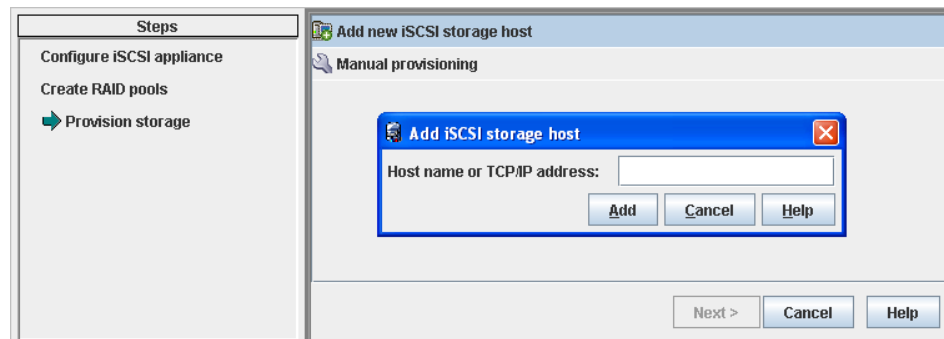 Steps
Configure iSCSI appliance
Create RAID pools
Provision storage
Add new iSCSI storage host
Manual provisioning
Add iSCSI storage host
Host name or TCP/IP address:
Add Cancel Help
Next > Cancel Help